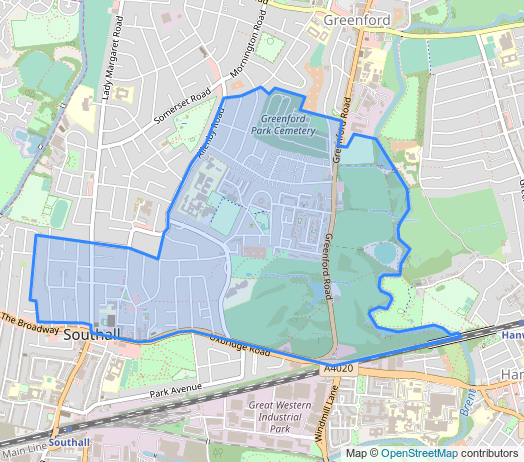 Greenford
Lady Margaret Road
Mornington Road
Somerset Road
Allenby Road
Greenford
Park Cemetery
Greenford Road
Greenford Road
The Broadway
Southall
Uxbridge Road
A4020
Park Avenue
Great Western
Industrial
Park
Windmill Lane
Brent
Southall
Main Line
Map © OpenStreetMap contributors